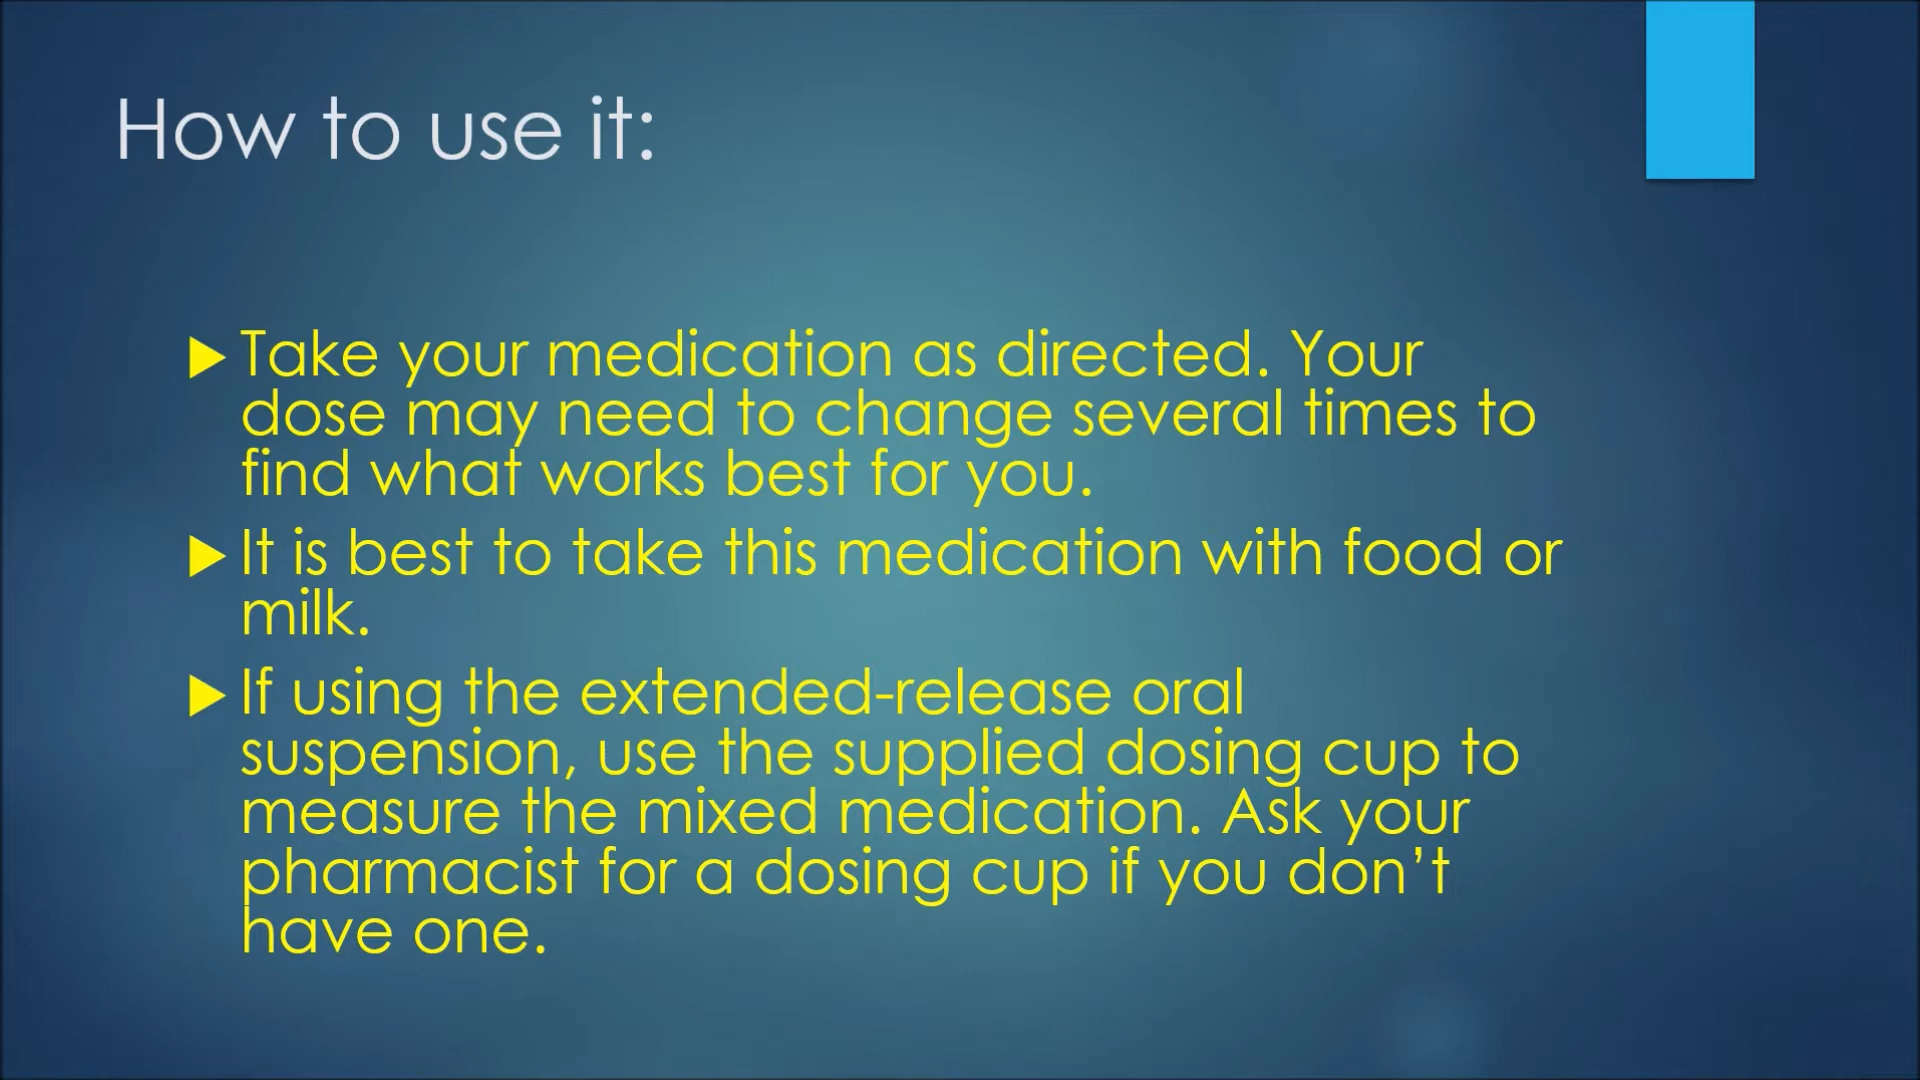 How to use it:
Take your medication as directed. Your
dose may need to change several times to
find what works best for you.
It is best to take this medication with food or
milk.
If using the extended-release oral
suspension, use the supplied dosing cup to
measure the mixed medication. Ask your
pharmacist for a dosing cup if you don’t
have one.